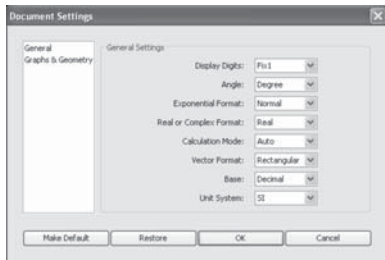 Document Settings
General
Graphs & Geometry
General Settings
Display Digits: Fix1
Angle: Degree
Exponential Format: Normal
Real or Complex Format: Real
Calculation Mode: Auto
Vector Format: Rectangular
Base: Decimal
Unit System: SI
Make Default Restore OK Cancel